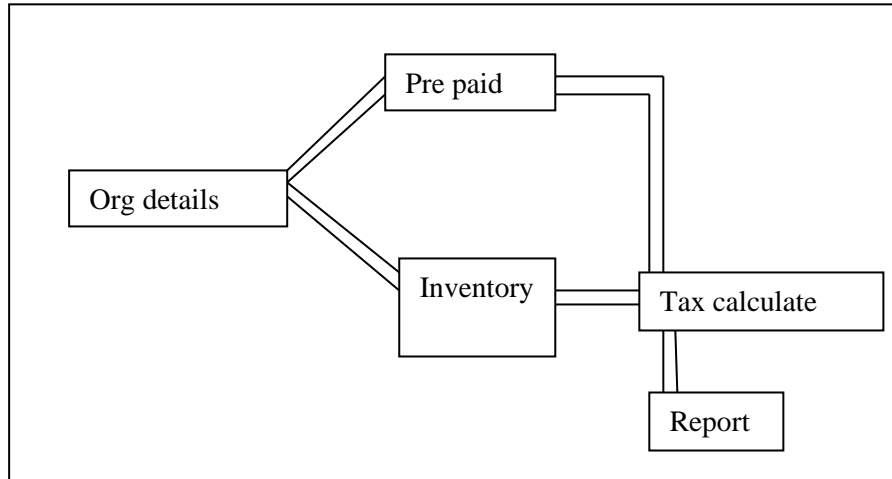 Pre paid
Org details
Inventory
Tax calculate
Report